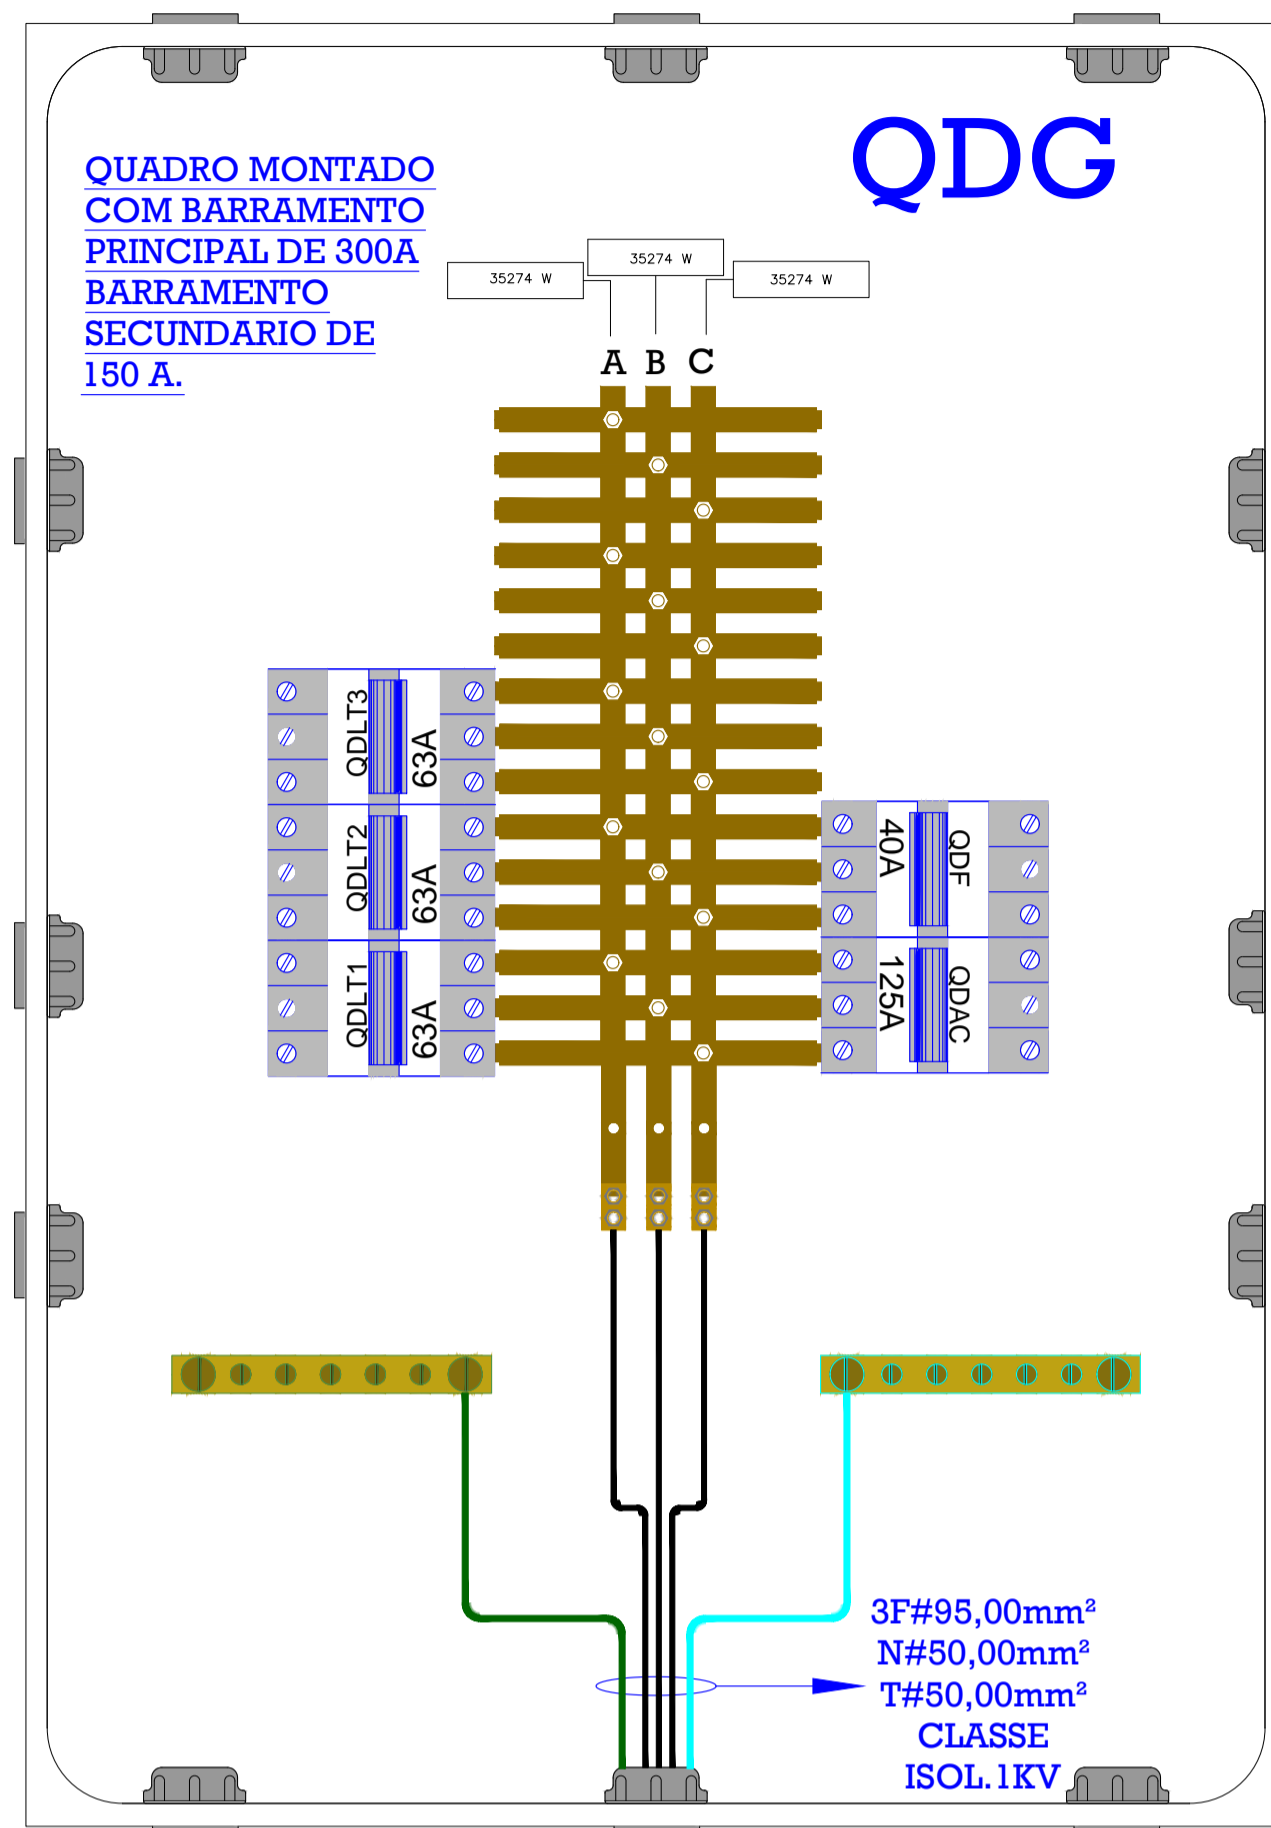 QDG
QUADRO MONTADO
COM BARRAMENTO
PRINCIPAL DE 300A
BARRAMENTO
SECUNDARIO DE
150 A.
35274 W
35274 W
35274 W
A B C
QDLT3
63A
QDLT2
63A
QDLT1
63A
40A
QDF
125A
QDAC
3F#95,00mm²
N#50,00mm²
T#50,00mm²
CLASSE
ISOL.1KV